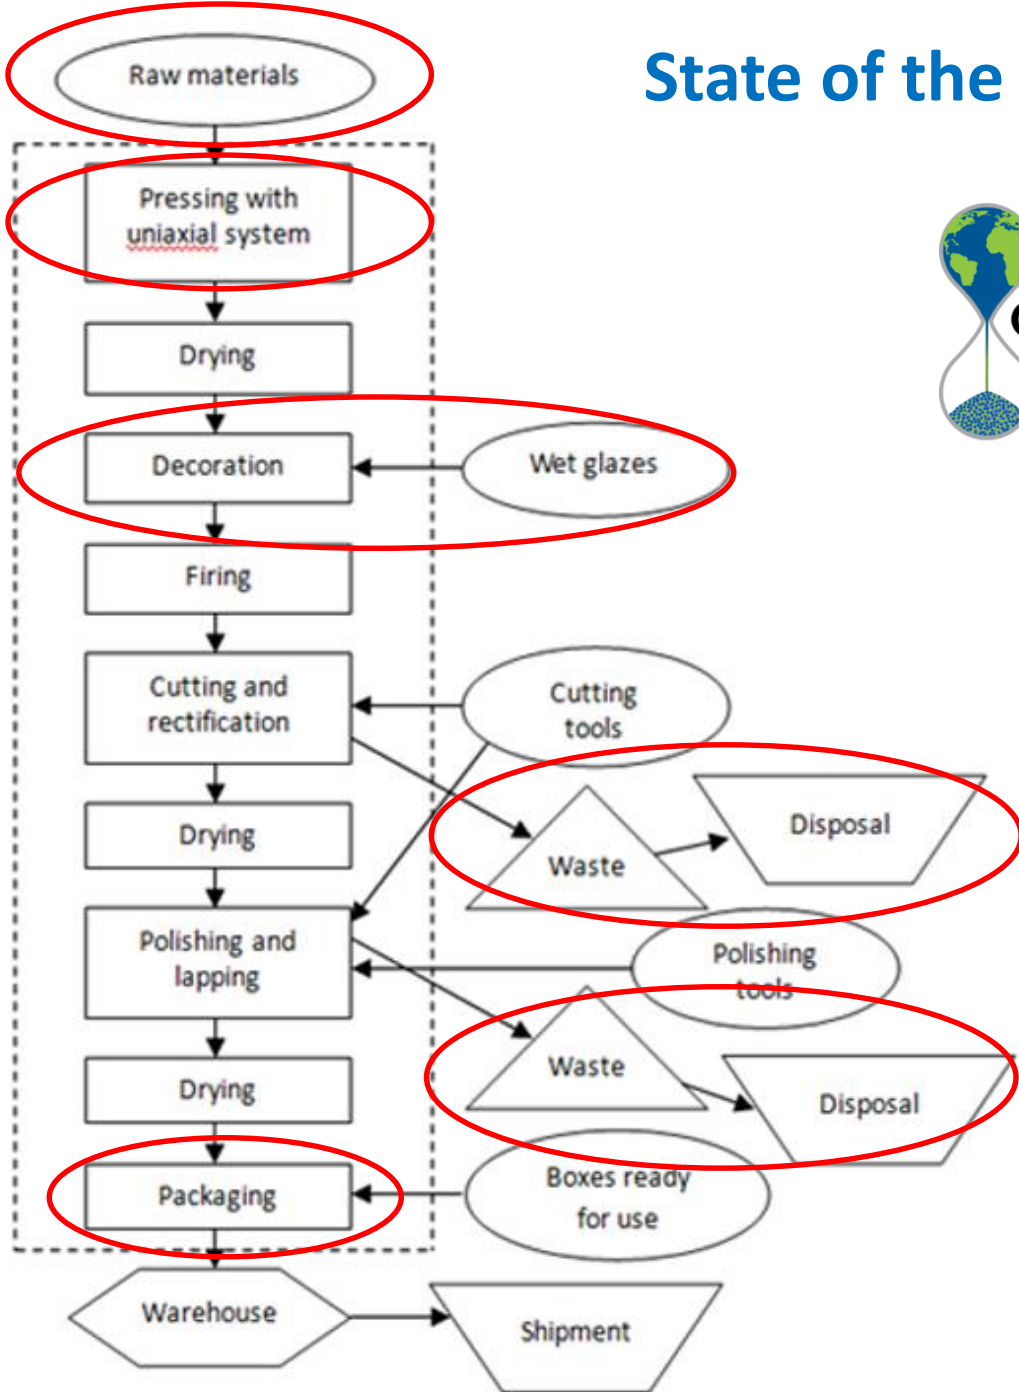 State of the
Raw materials
Pressing with
uniaxial system
Drying
Decoration
Wet glazes
Firing
Cutting and
rectification
Cutting
tools
Drying
Waste
Disposal
Polishing and
lapping
Polishing
tools
Waste
Disposal
Drying
Packaging
Boxes ready
for use
Warehouse
Shipment